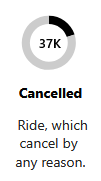 37K
Cancelled
Ride, which
cancel by
any reason.